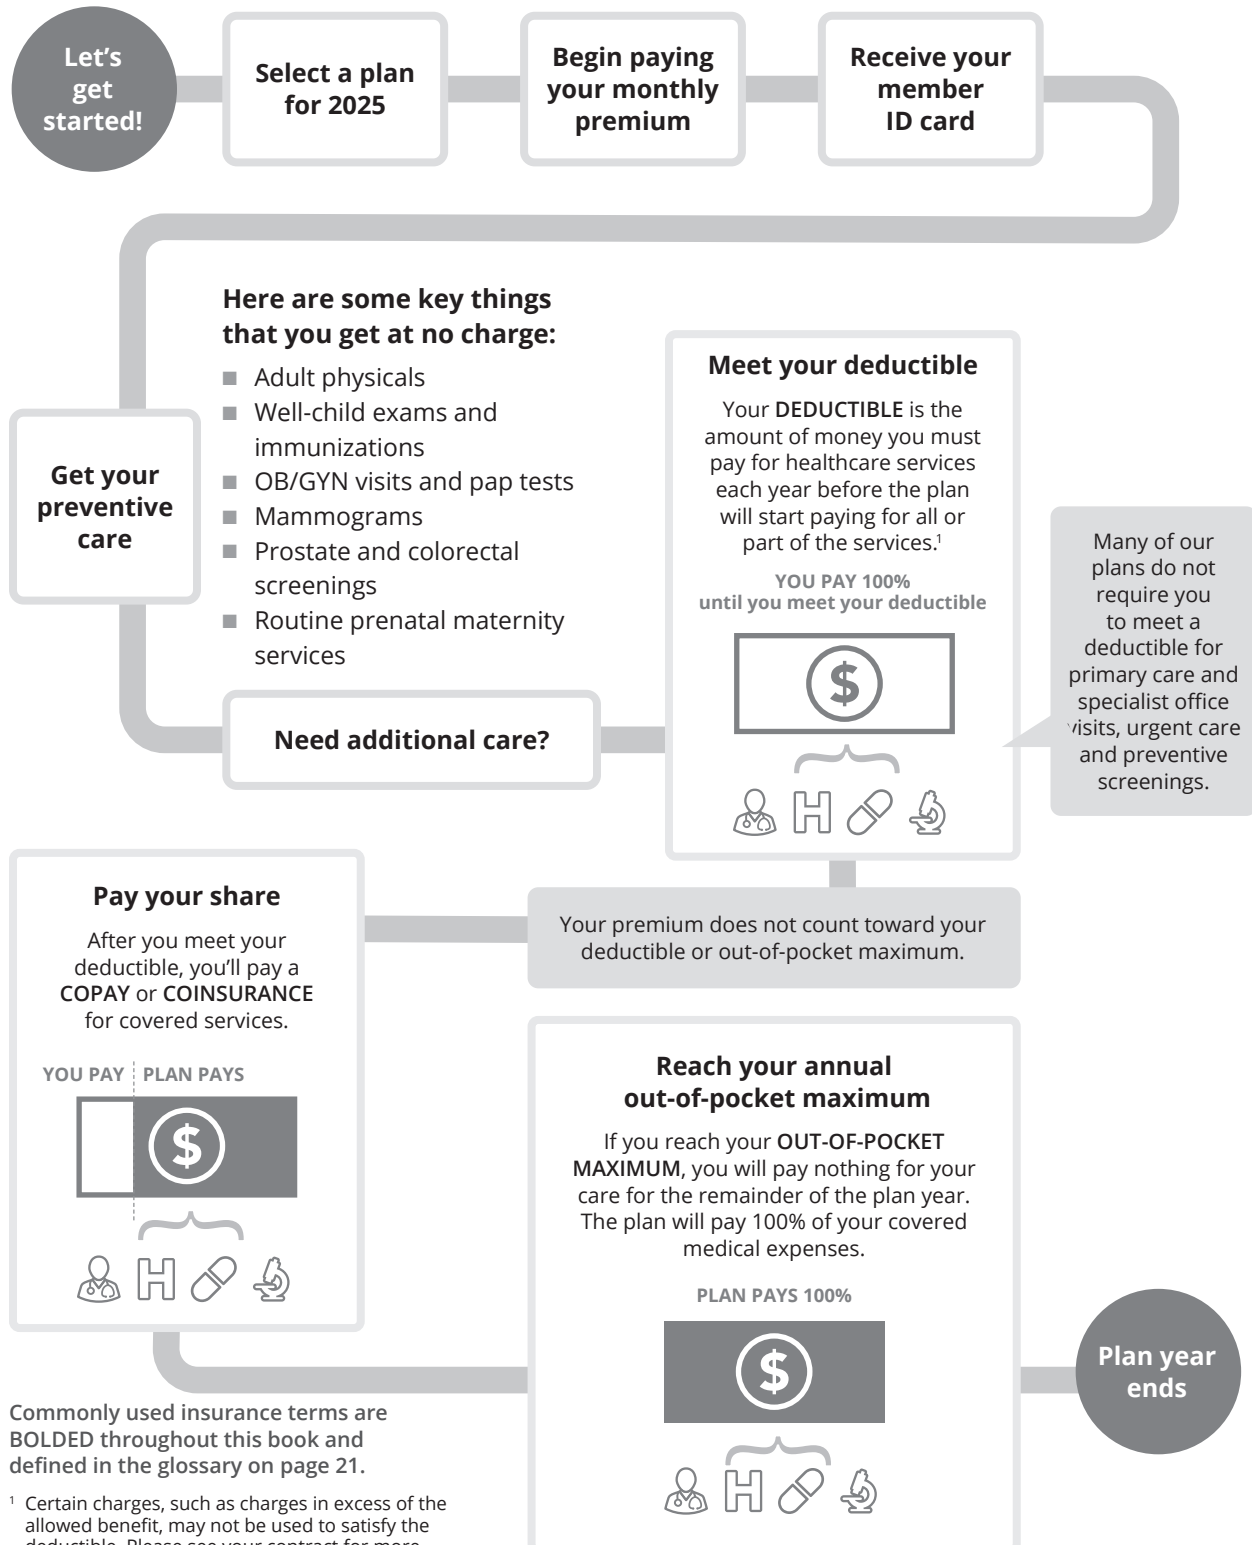 Let's
get
started!
Select a plan
for 2025
Begin paying
your monthly
premium
Receive your
member
ID card
Get your
preventive
care
Here are some key things
that you get at no charge:
■ Adult physicals
■ Well-child exams and
immunizations
■ OB/GYN visits and pap tests
■ Mammograms
■ Prostate and colorectal
screenings
■ Routine prenatal maternity
services
Need additional care?
Meet your deductible
Your DEDUCTIBLE is the
amount of money you must
pay for healthcare services
each year before the plan
will start paying for all or
part of the services.¹
YOU PAY 100%
until you meet your deductible
$
H
Many of our
plans do not
require you
to meet a
deductible for
primary care and
specialist office
visits, urgent care
and preventive
screenings.
Your premium does not count toward your
deductible or out-of-pocket maximum.
Pay your share
After you meet your
deductible, you'll pay a
COPAY or COINSURANCE
for covered services.
YOU PAY PLAN PAYS
$
H
Reach your annual
out-of-pocket maximum
If you reach your OUT-OF-POCKET
MAXIMUM, you will pay nothing for your
care for the remainder of the plan year.
The plan will pay 100% of your covered
medical expenses.
PLAN PAYS 100%
$
H
Plan year
ends
Commonly used insurance terms are
BOLDED throughout this book and
defined in the glossary on page 21.
¹ Certain charges, such as charges in excess of the
allowed benefit, may not be used to satisfy the
deductible. Please see your contract for more